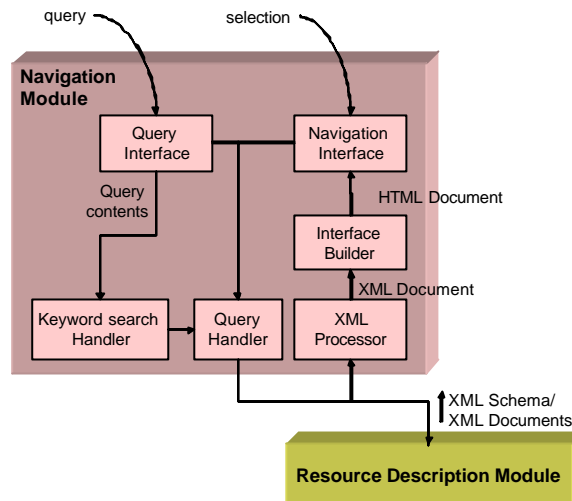 query
selection
Navigation
Module
Query
Interface
Navigation
Interface
Query
contents
HTML Document
Interface
Builder
XML Document
Keyword search
Handler
Query
Handler
XML
Processor
XML Schema/
XML Documents
Resource Description Module